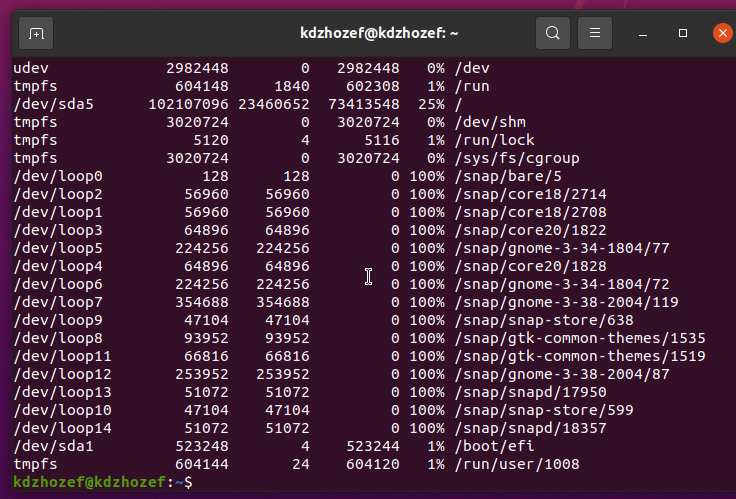 kdzhozef@kdzhozef: ~
udev 2982448 0 2982448 0% /dev
tmpfs 604148 1840 602308 1% /run
/dev/sda5 102107096 23460652 73413548 25% /
tmpfs 3020724 0 3020724 0% /dev/shm
tmpfs 5120 4 5116 1% /run/lock
tmpfs 3020724 0 3020724 0% /sys/fs/cgroup
/dev/loop0 128 128 0 100% /snap/bare/5
/dev/loop2 56960 56960 0 100% /snap/core18/2714
/dev/loop1 56960 56960 0 100% /snap/core18/2708
/dev/loop3 64896 64896 0 100% /snap/core20/1822
/dev/loop5 224256 224256 0 100% /snap/gnome-3-34-1804/77
/dev/loop4 64896 64896 0 100% /snap/core20/1828
/dev/loop6 224256 224256 0 100% /snap/gnome-3-34-1804/72
/dev/loop7 354688 354688 0 100% /snap/gnome-3-38-2004/119
/dev/loop9 47104 47104 0 100% /snap/snap-store/638
/dev/loop8 93952 93952 0 100% /snap/gtk-common-themes/1535
/dev/loop11 66816 66816 0 100% /snap/gtk-common-themes/1519
/dev/loop12 253952 253952 0 100% /snap/gnome-3-38-2004/87
/dev/loop13 51072 51072 0 100% /snap/snapd/17950
/dev/loop10 47104 47104 0 100% /snap/snap-store/599
/dev/loop14 51072 51072 0 100% /snap/snapd/18357
/dev/sda1 523248 4 523244 1% /boot/efi
tmpfs 604144 24 604120 1% /run/user/1008
kdzhozef@kdzhozef:~$